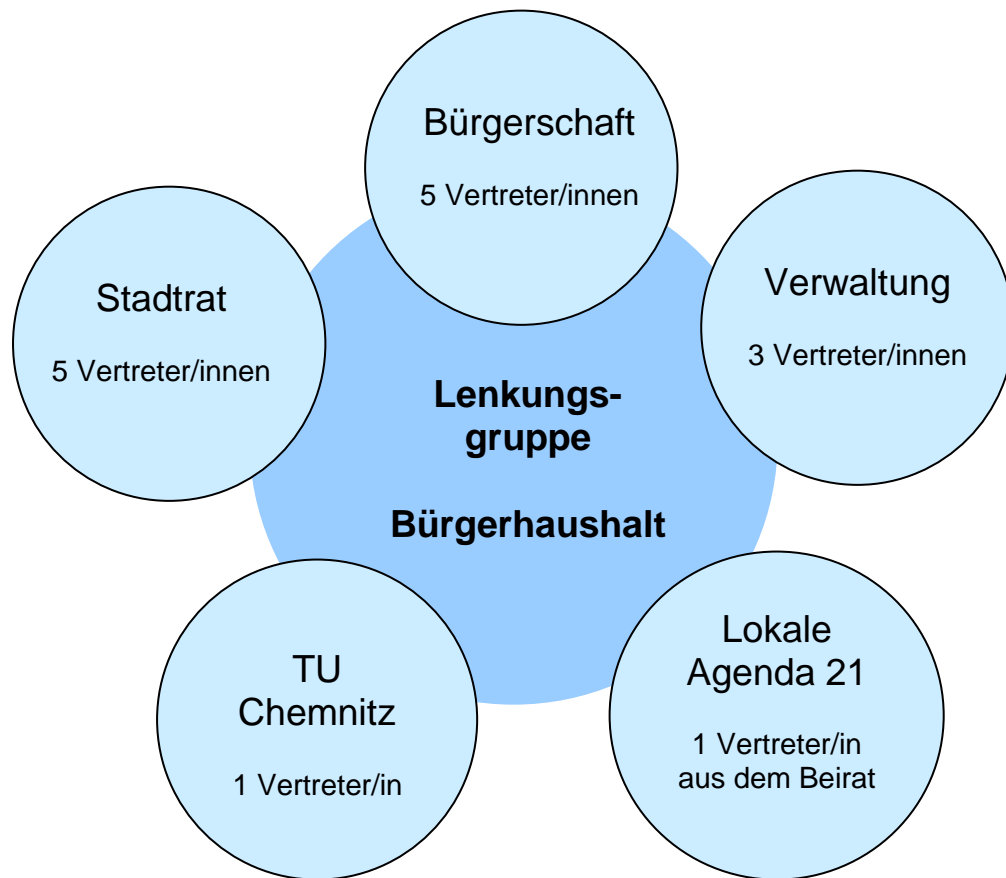 Bürgerschaft
5 Vertreter/innen
Stadtrat
5 Vertreter/innen
Verwaltung
3 Vertreter/innen
Lenkungs-
gruppe
Bürgerhaushalt
TU
Chemnitz
1 Vertreter/in
Lokale
Agenda 21
1 Vertreter/in
aus dem Beirat